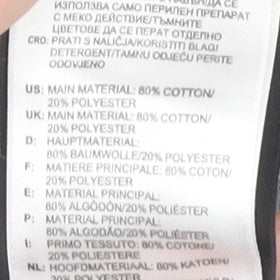 ИЗПОЛЗВА САМО ПЕРИЛЕН ПРЕПАРАТ
С МЕКО ДЕЙСТВИЕ/ТЪМНИТЕ
ЦВЕТОВЕ ДА СЕ ПЕРАТ ОТДЕЛНО
CRO: PRATI S NALIČJA/KORISTITI BLAGI
DETERGENT/TAMNU ODJEĆU PERITE
ODOVJENO
US: MAIN MATERIAL: 80% COTTON/
20% POLYESTER
UK: MAIN MATERIAL: 80% COTTON/
20% POLYESTER
D: HAUPTMATERIAL:
80% BAUMWOLLE/20% POLYESTER
F: MATIERE PRINCIPALE: 80% COTON/
20% POLYESTER
E: MATERIAL PRINCIPAL:
80% ALGODÓN/20% POLIÉSTER
P: MATERIAL PRINCIPAL:
80% ALGODÃO/20% POLIÉSTER
I: PRIMO TESSUTO: 80% COTONE/
20% POLIESTERE
NL: HOOFDMATERIAAL: 80% KATOEN/
20% POLYESTER